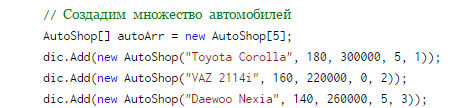 // Создадим множество автомобилей
AutoShop[] autoArr = new AutoShop[5];
dic.Add(new AutoShop("Toyota Corolla", 180, 300000, 5, 1));
dic.Add(new AutoShop("VAZ 2114i", 160, 220000, 0, 2));
dic.Add(new AutoShop("Daewoo Nexia", 140, 260000, 5, 3));